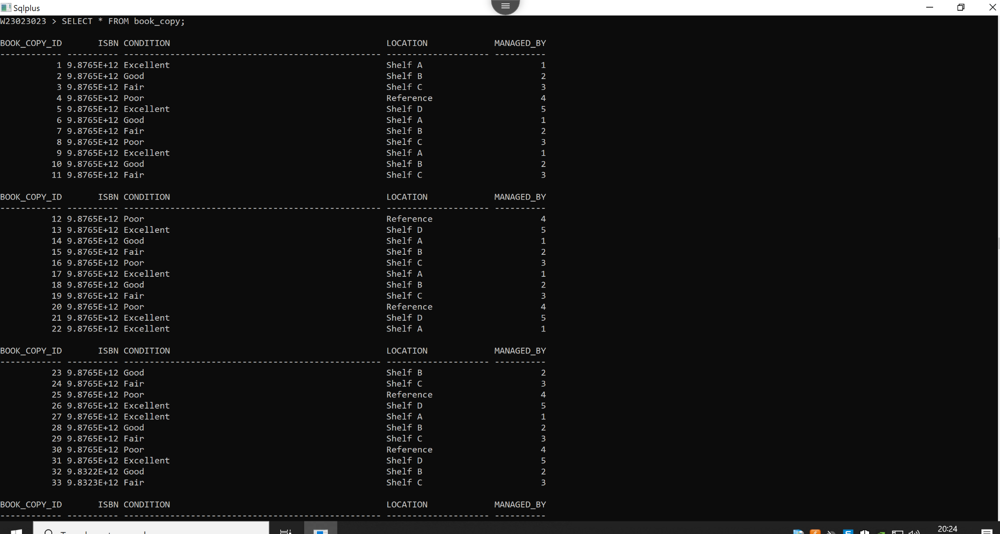 Sqlplus
W23023023 > SELECT * FROM book_copy;
BOOK_COPY_ID ISBN CONDITION LOCATION MANAGED_BY
------------ ---------- -------------------------------------------------- -------------------- ----------
1 9.8765E+12 Excellent Shelf A 1
2 9.8765E+12 Good Shelf B 2
3 9.8765E+12 Fair Shelf C 3
4 9.8765E+12 Poor Reference 4
5 9.8765E+12 Excellent Shelf D 5
6 9.8765E+12 Good Shelf A 1
7 9.8765E+12 Fair Shelf B 2
8 9.8765E+12 Poor Shelf C 3
9 9.8765E+12 Excellent Shelf A 1
10 9.8765E+12 Good Shelf B 2
11 9.8765E+12 Fair Shelf C 3
BOOK_COPY_ID ISBN CONDITION LOCATION MANAGED_BY
------------ ---------- -------------------------------------------------- -------------------- ----------
12 9.8765E+12 Poor Reference 4
13 9.8765E+12 Excellent Shelf D 5
14 9.8765E+12 Good Shelf A 1
15 9.8765E+12 Fair Shelf B 2
16 9.8765E+12 Poor Shelf C 3
17 9.8765E+12 Excellent Shelf A 1
18 9.8765E+12 Good Shelf B 2
19 9.8765E+12 Fair Shelf C 3
20 9.8765E+12 Poor Reference 4
21 9.8765E+12 Excellent Shelf D 5
22 9.8765E+12 Excellent Shelf A 1
BOOK_COPY_ID ISBN CONDITION LOCATION MANAGED_BY
------------ ---------- -------------------------------------------------- -------------------- ----------
23 9.8765E+12 Good Shelf B 2
24 9.8765E+12 Fair Shelf C 3
25 9.8765E+12 Poor Reference 4
26 9.8765E+12 Excellent Shelf D 5
27 9.8765E+12 Excellent Shelf A 1
28 9.8765E+12 Good Shelf B 2
29 9.8765E+12 Fair Shelf C 3
30 9.8765E+12 Poor Reference 4
31 9.8765E+12 Excellent Shelf D 5
32 9.8322E+12 Good Shelf B 2
33 9.8323E+12 Fair Shelf C 3
BOOK_COPY_ID ISBN CONDITION LOCATION MANAGED_BY
------------ ---------- -------------------------------------------------- -------------------- ----------
20:24